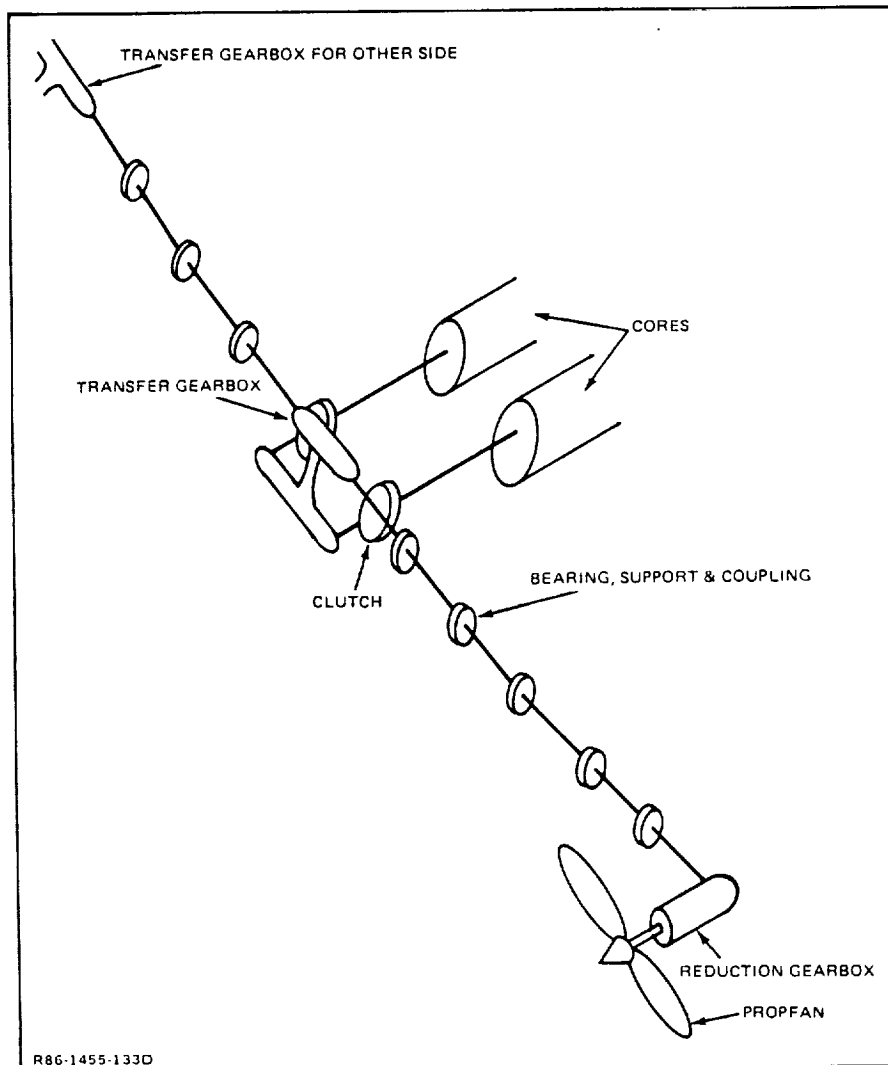 TRANSFER GEARBOX FOR OTHER SIDE
CORES
TRANSFER GEARBOX
BEARING, SUPPORT & COUPLING
CLUTCH
REDUCTION GEARBOX
PROPFAN
R86-1455-133D